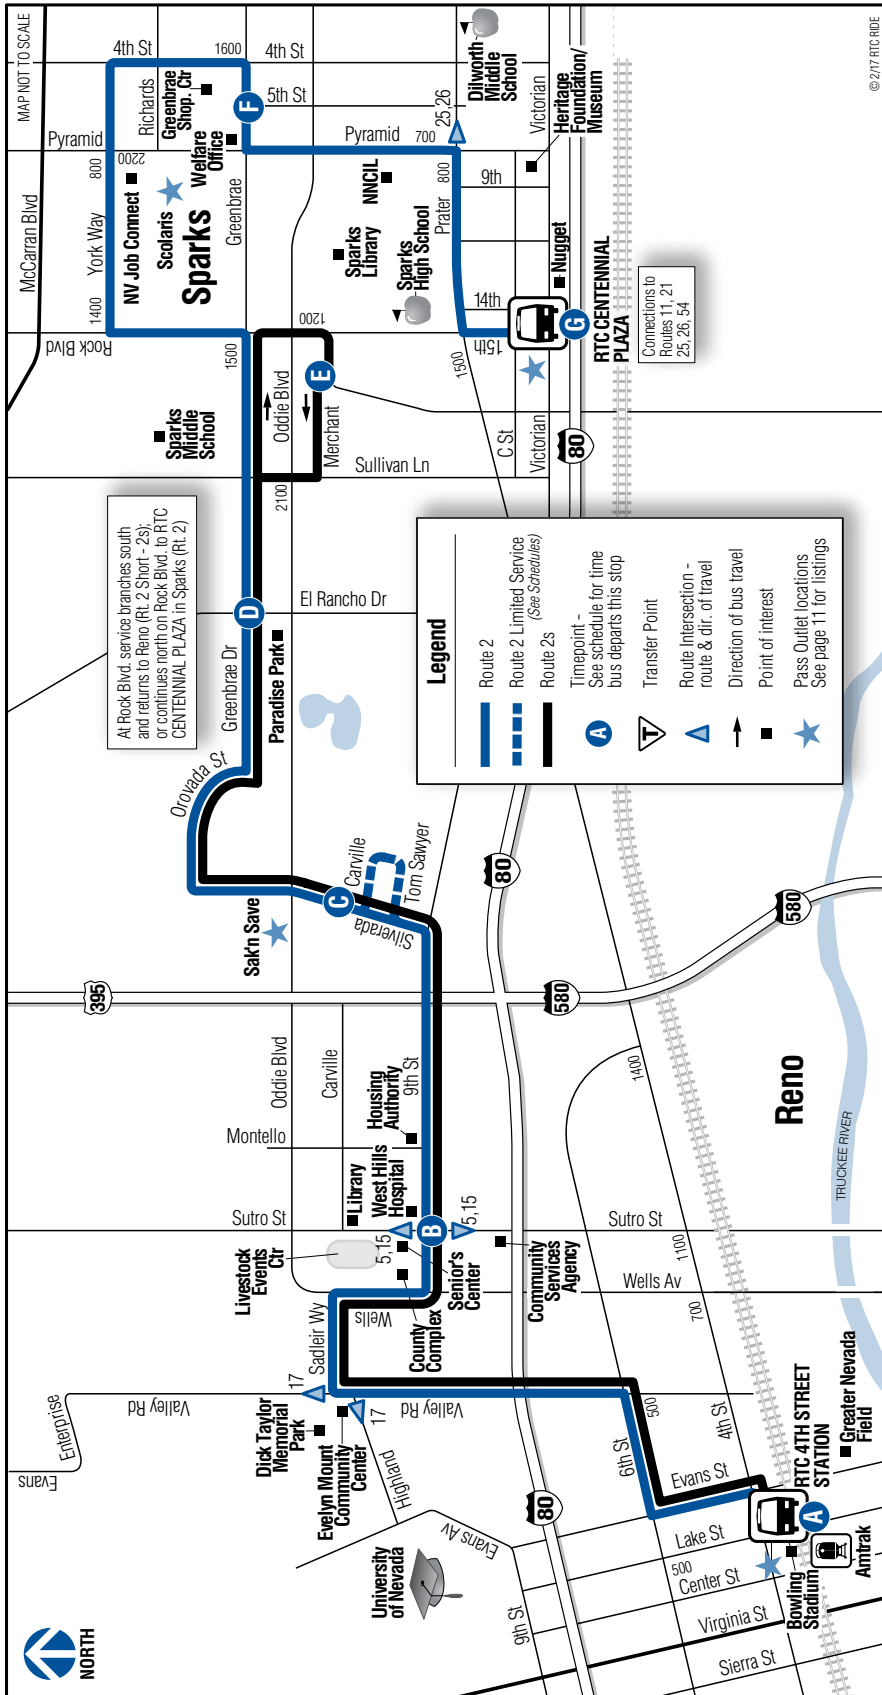 MAP NOT TO SCALE
McCarran Blvd
Pyramid
4th St
Richards
1600
4th St
Greenbrae
Shop. Ctr
5th St
F
Welfare
Office
800
2200
York Way
NV Job Connect
Scolaris
Sparks
Greenbrae
1400
Rock Blvd
1500
Pyramid
700
25,26
Dilworth
Middle
School
Victorian
Heritage
Foundation/
Museum
NNCIL
800
Prater
9th
Sparks
Library
Sparks
High School
14th
Nugget
1200
1500
15th
G
RTC CENTENNIAL
PLAZA
Connections to
Routes 11, 21
25, 26, 54
E
Oddie Blvd
Merchant
Sparks
Middle
School
2100
Sullivan Ln
C St
Victorian
80
At Rock Blvd. service branches south
and returns to Reno (Rt. 2 Short - 2s);
or continues north on Rock Blvd. to RTC
CENTENNIAL PLAZA in Sparks (Rt. 2)
D
El Rancho Dr
Greenbrae Dr
Paradise Park
Orovada St
Legend
Route 2
Route 2 Limited Service
(See Schedules)
Route 2s
A
Timepoint -
See schedule for time
bus departs this stop
T
Transfer Point
Route Intersection -
route & dir. of travel
Direction of bus travel
Point of interest
Pass Outlet locations
See page 11 for listings
Sak'n Save
C
Carville
Tom Sawyer
Silverada
80
580
395
580
Oddie Blvd
Carville
9th St
Montello
Housing
Authority
1400
Reno
TRUCKEE RIVER
Sutro St
Library
West Hills
Hospital
B
5,15
5,15
Sutro St
1100
Livestock
Events
Ctr
Senior's
Center
Community
Services
Agency
Wells Av
700
County
Complex
Wells
Sadleir Wy
17
Valley Rd
17
Valley Rd
Enterprise
Evans
Dick Taylor
Memorial
Park
Evelyn Mount
Community
Center
Highland
Evans Av
University
of Nevada
80
9th St
6th St
500
4th St
Evans St
Lake St
500
Center St
Virginia St
Sierra St
RTC 4TH STREET
STATION
A
Greater Nevada
Field
Amtrak
Bowling
Stadium
NORTH
© 2/17 RTC RIDE